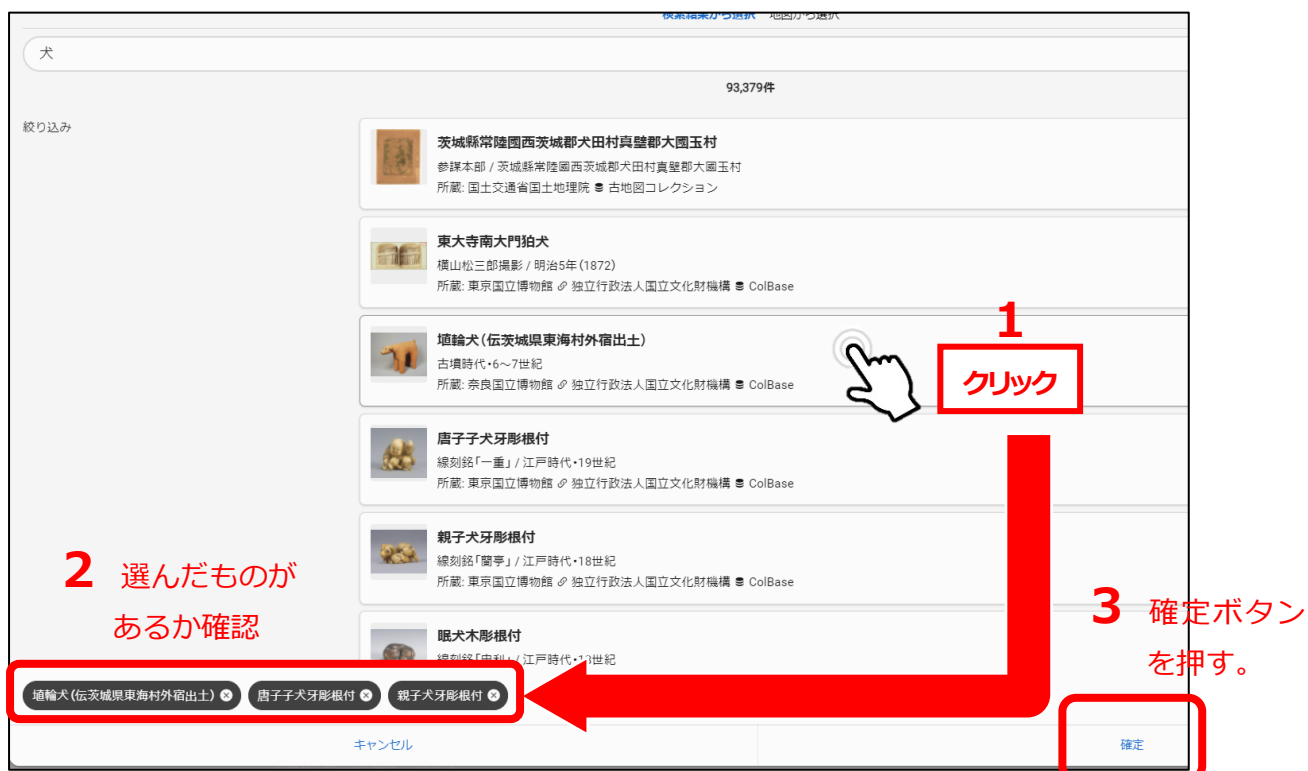 検索結果から選択 地図から選択
犬
93,379件
絞り込み
茨城縣常陸國西茨城郡犬田村真壁郡大國玉村
参謀本部 / 茨城縣常陸國西茨城郡犬田村真壁郡大國玉村
所蔵: 国土交通省国土地理院 古地図コレクション
東大寺南大門狛犬
横山松三郎撮影 / 明治5年(1872)
所蔵: 東京国立博物館 独立行政法人国立文化財機構 ColBase
埴輪犬(伝茨城県東海村外宿出土)
古墳時代・6～7世紀
所蔵: 奈良国立博物館 独立行政法人国立文化財機構 ColBase
1
クリック
唐子子犬牙彫根付
線刻銘「一重」 / 江戸時代・19世紀
所蔵: 東京国立博物館 独立行政法人国立文化財機構 ColBase
親子犬牙彫根付
線刻銘「蘭亭」 / 江戸時代・18世紀
所蔵: 東京国立博物館 独立行政法人国立文化財機構 ColBase
眠犬木彫根付
江戸時代
世紀
2 選んだものが
あるか確認
3 確定ボタン
を押す。
埴輪犬(伝茨城県東海村外宿出土) 唐子子犬牙彫根付 親子犬牙彫根付
キャンセル 確定